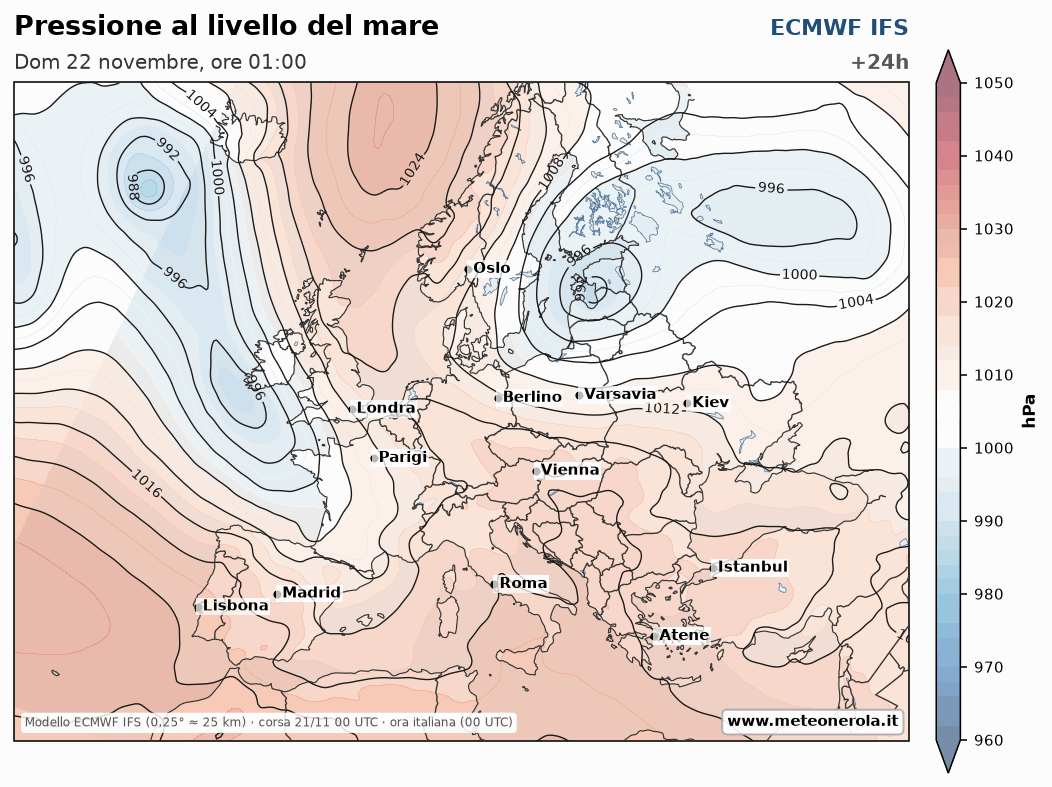 Pressione al livello del mare
ECMWF IFS
Dom 22 novembre, ore 01:00
+24h
1050
1004
992
996
1024
1008
1040
988
1000
996
996
Oslo
996
992
1000
1030
1004
1020
996
Londra
Berlino
Varsavia
Kiev
1012
1010
hPa
Parigi
Vienna
1000
1016
990
Istanbul
Roma
Madrid
Lisbona
980
Atene
970
Modello ECMWF IFS (0,25° ≈ 25 km) · corsa 21/11 00 UTC · ora italiana (00 UTC)
www.meteonerola.it
960